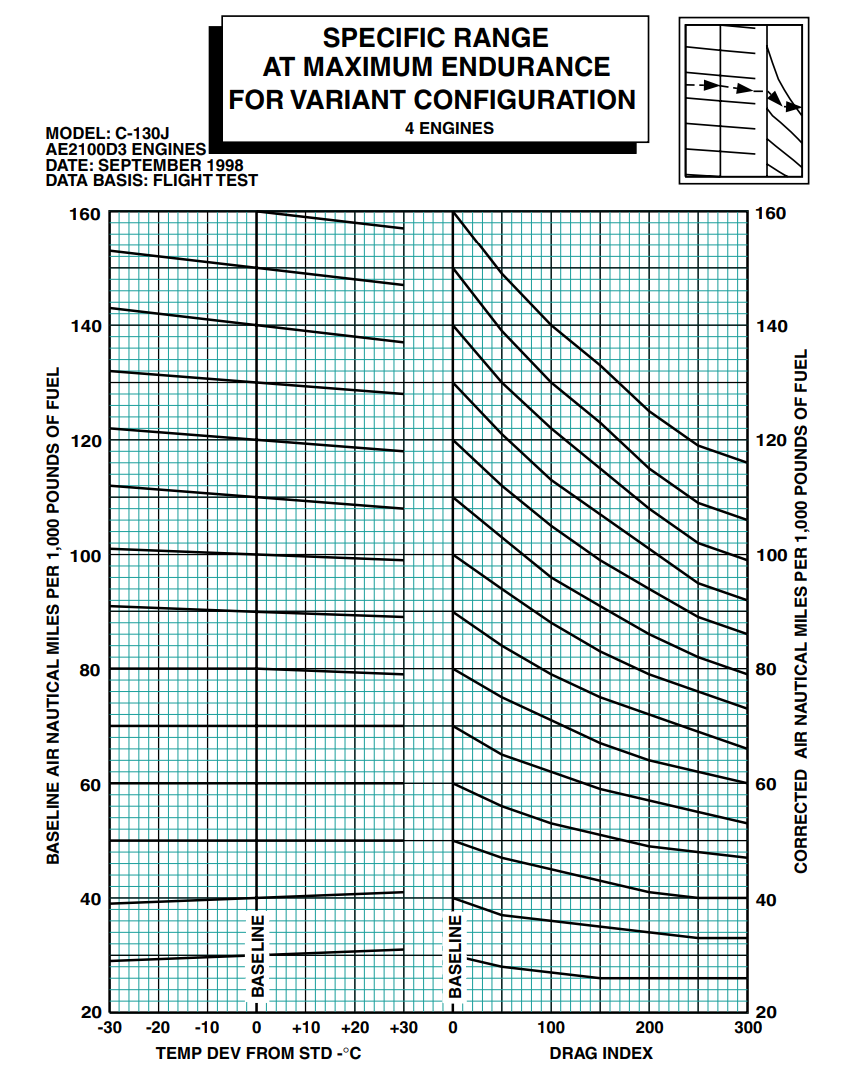 SPECIFIC RANGE
AT MAXIMUM ENDURANCE
FOR VARIANT CONFIGURATION
4 ENGINES
MODEL: C-130J
AE2100D3 ENGINES
DATE: SEPTEMBER 1998
DATA BASIS: FLIGHT TEST
BASELINE AIR NAUTICAL MILES PER 1,000 POUNDS OF FUEL
160
140
120
100
80
60
40
20
BASELINE
BASELINE
160
140
120
100
80
60
40
20
CORRECTED AIR NAUTICAL MILES PER 1,000 POUNDS OF FUEL
-30 -20 -10 0 +10 +20 +30 0 100 200 300
TEMP DEV FROM STD -°C
DRAG INDEX